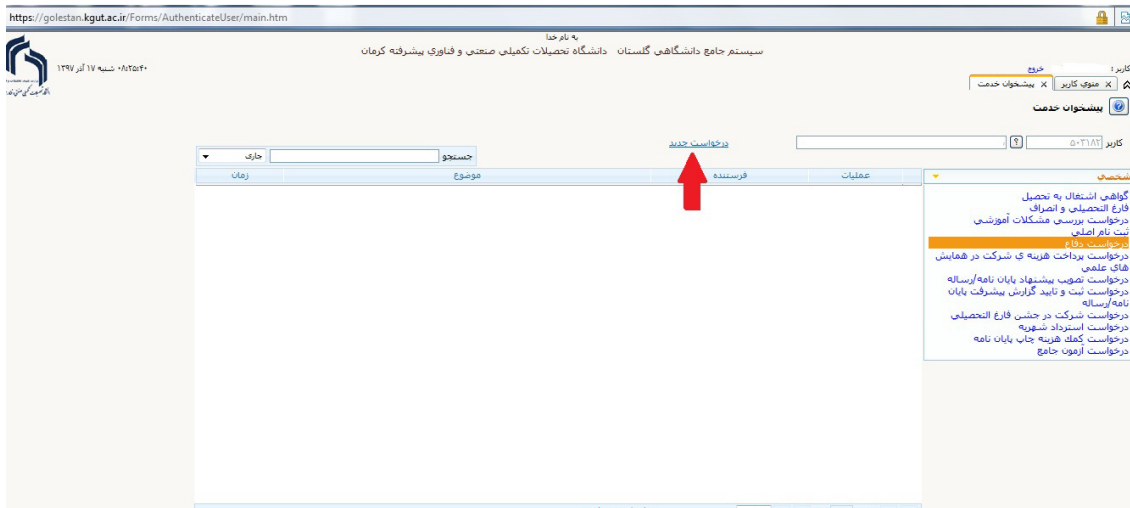 https://golestan.kgut.ac.ir/Forms/AuthenticateUser/main.htm
به نام خدا
سیستم جامع دانشگاهی گلستان دانشگاه تحصیلات تکمیلی صنعتی و فناوری پیشرفته کرمان
کاربر :
خروج
۰۸:۲۵:۴۰ شنبه ۱۷ آذر ۱۳۹۷
منوی کاربر X پیشخوان خدمت X
پیشخوان خدمت
کاربر ۵۰۳۱۸۲ ?
درخواست جدید
جستجو
جاری
عملیات فرستنده موضوع زمان
شخصی
گواهی اشتغال به تحصیل
فارغ التحصیلی و انصراف
درخواست بررسی مشکلات آموزشی
ثبت نام اصلی
درخواست دفاع
درخواست پرداخت هزینه ي شرکت در همایش
های علمی
درخواست تصویب پیشنهاد پایان نامه/رساله
درخواست ثبت و تایید گزارش پیشرفت پایان
نامه/رساله
درخواست شرکت در جشن فارغ التحصیلی
درخواست استرداد شهریه
درخواست کمك هزینه چاپ پایان نامه
درخواست آزمون جامع